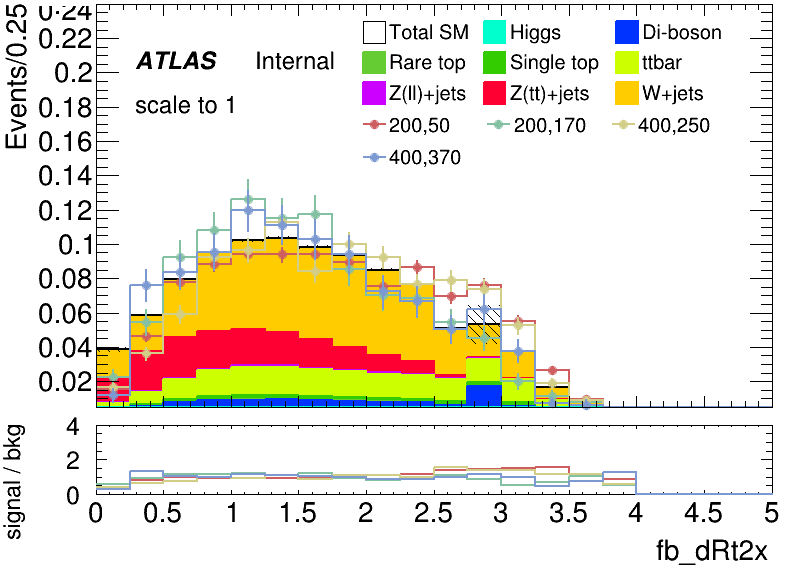 0.24
Events/0.25
0.22
0.2
0.18
0.16
0.14
0.12
0.1
0.08
0.06
0.04
0.02
ATLAS Internal
scale to 1
Total SM Higgs Di-boson
Rare top Single top ttbar
Z(ll)+jets Z(tt)+jets W+jets
200,50 200,170 400,250
400,370
signal / bkg
4
2
0
0 0.5 1 1.5 2 2.5 3 3.5 4 4.5 5
fb_dRt2x